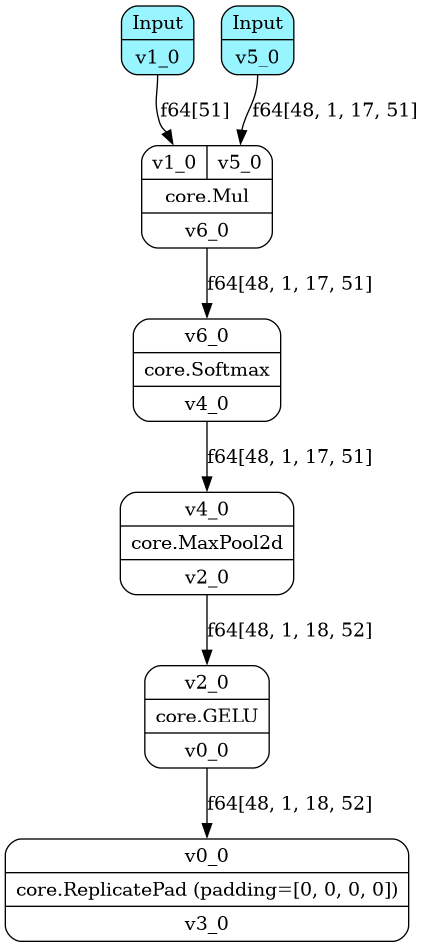 Input
v1_0
Input
v5_0
f64[51]
f64[48, 1, 17, 51]
v1_0
v5_0
core.Mul
v6_0
f64[48, 1, 17, 51]
v6_0
core.Softmax
v4_0
f64[48, 1, 17, 51]
v4_0
core.MaxPool2d
v2_0
f64[48, 1, 18, 52]
v2_0
core.GELU
v0_0
f64[48, 1, 18, 52]
v0_0
core.ReplicatePad (padding=[0, 0, 0, 0])
v3_0